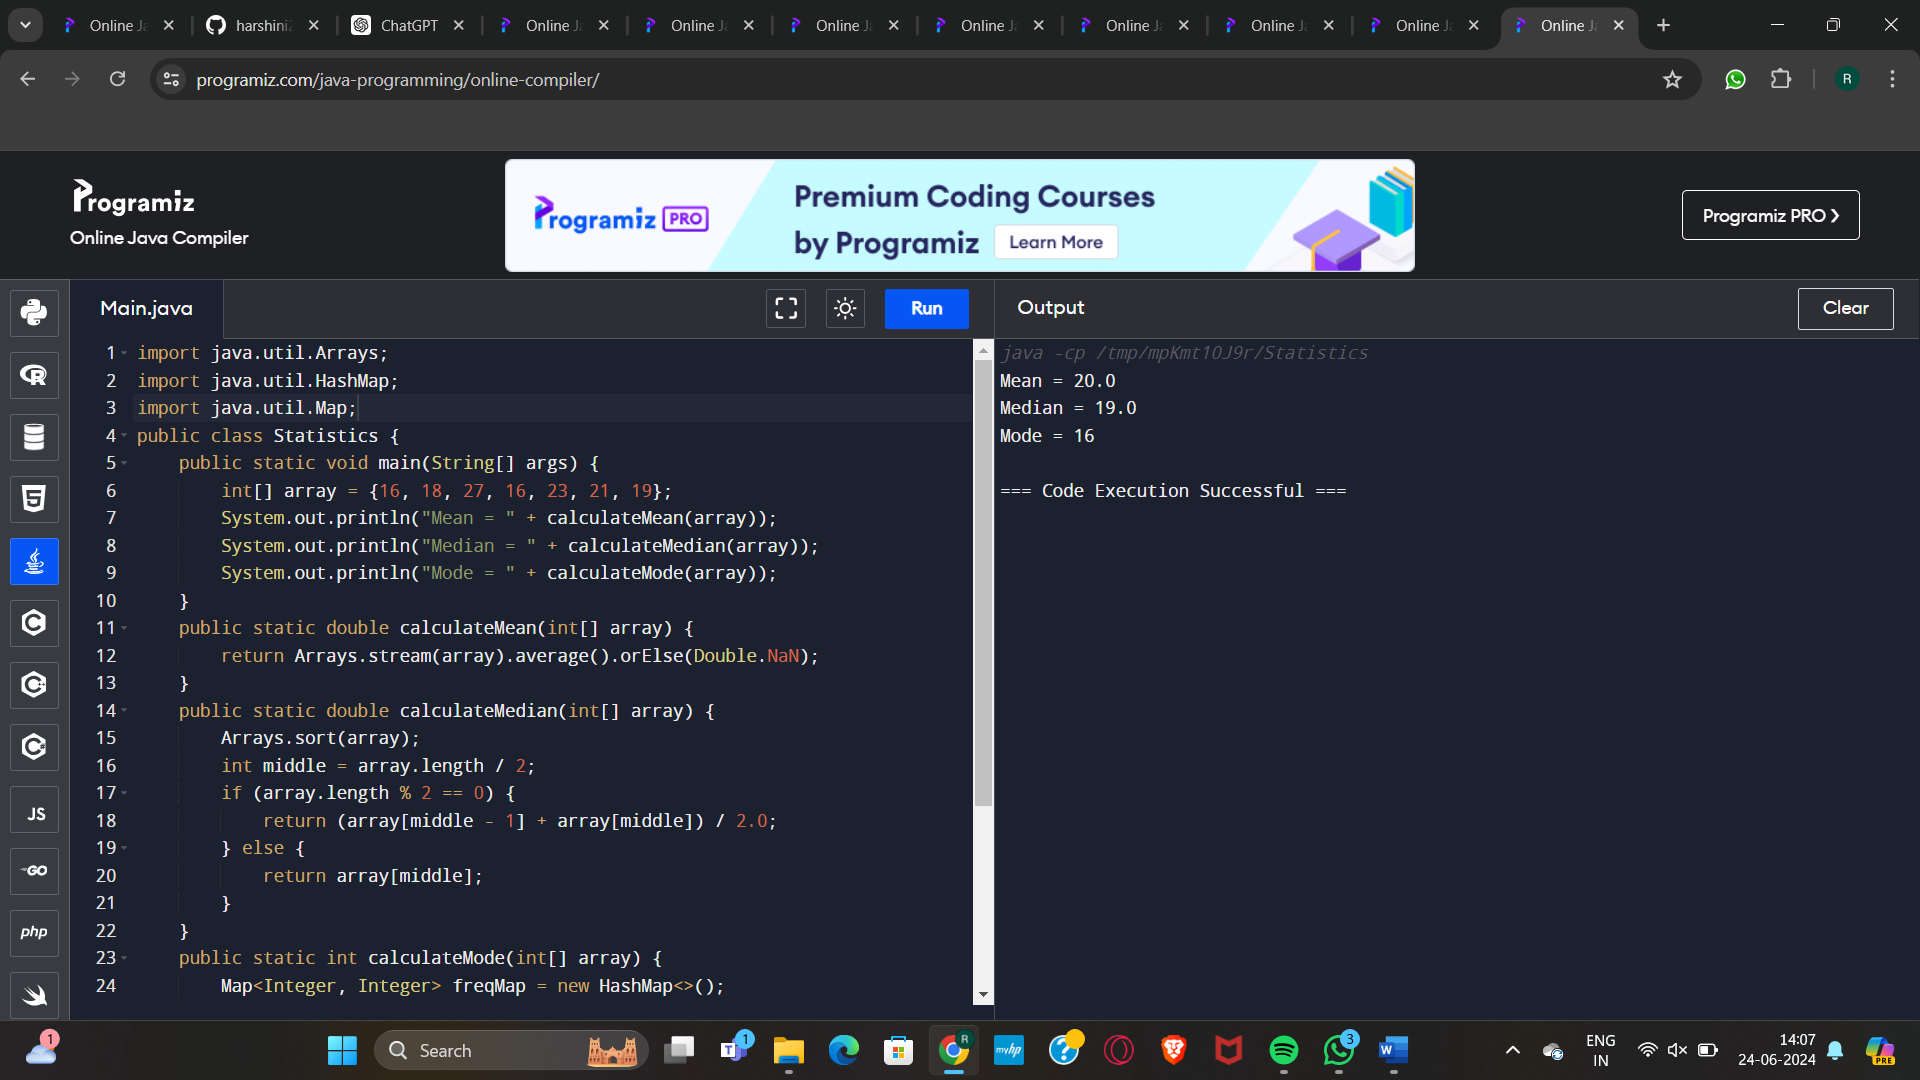 Online Ja
harshini
ChatGPT
Online Ja
Online Ja
Online Ja
Online Ja
Online Ja
Online Ja
Online Ja
Online Ja
programiz.com/java-programming/online-compiler/
R
Programiz
Online Java Compiler
Programiz PRO
Premium Coding Courses
by Programiz
Learn More
Programiz PRO
Main.java
Run
Output
Clear
1 import java.util.Arrays;
2 import java.util.HashMap;
3 import java.util.Map;
4 public class Statistics {
5 public static void main(String[] args) {
6 int[] array = {16, 18, 27, 16, 23, 21, 19};
7 System.out.println("Mean = " + calculateMean(array));
8 System.out.println("Median = " + calculateMedian(array));
9 System.out.println("Mode = " + calculateMode(array));
10 }
11 public static double calculateMean(int[] array) {
12 return Arrays.stream(array).average().orElse(Double.NaN);
13 }
14 public static double calculateMedian(int[] array) {
15 Arrays.sort(array);
16 int middle = array.length / 2;
17 if (array.length % 2 == 0) {
18 return (array[middle - 1] + array[middle]) / 2.0;
19 } else {
20 return array[middle];
21 }
22 }
23 public static int calculateMode(int[] array) {
24 Map<Integer, Integer> freqMap = new HashMap<>();
java -cp /tmp/mpKmt1OJ9r/Statistics
Mean = 20.0
Median = 19.0
Mode = 16
=== Code Execution Successful ===
R
5
C
C
C
JS
GO
php
1
Search
T
1
R
myhp
?
3
W
ENG
IN
14:07
24-06-2024
PRE